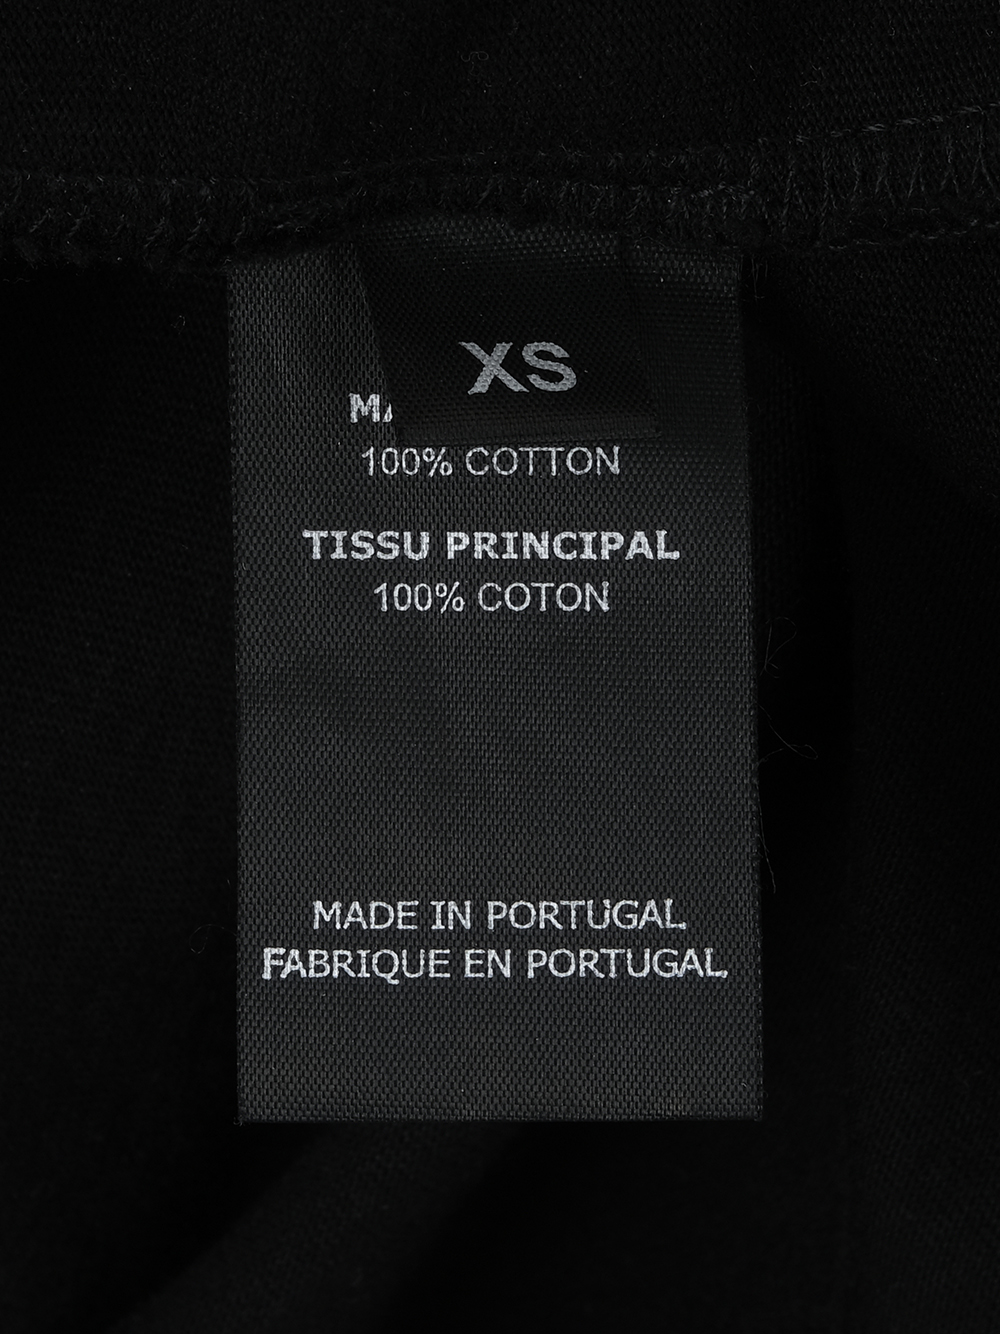 XS
100% COTTON
TISSU PRINCIPAL
100% COTON
MADE IN PORTUGAL
FABRIQUE EN PORTUGAL